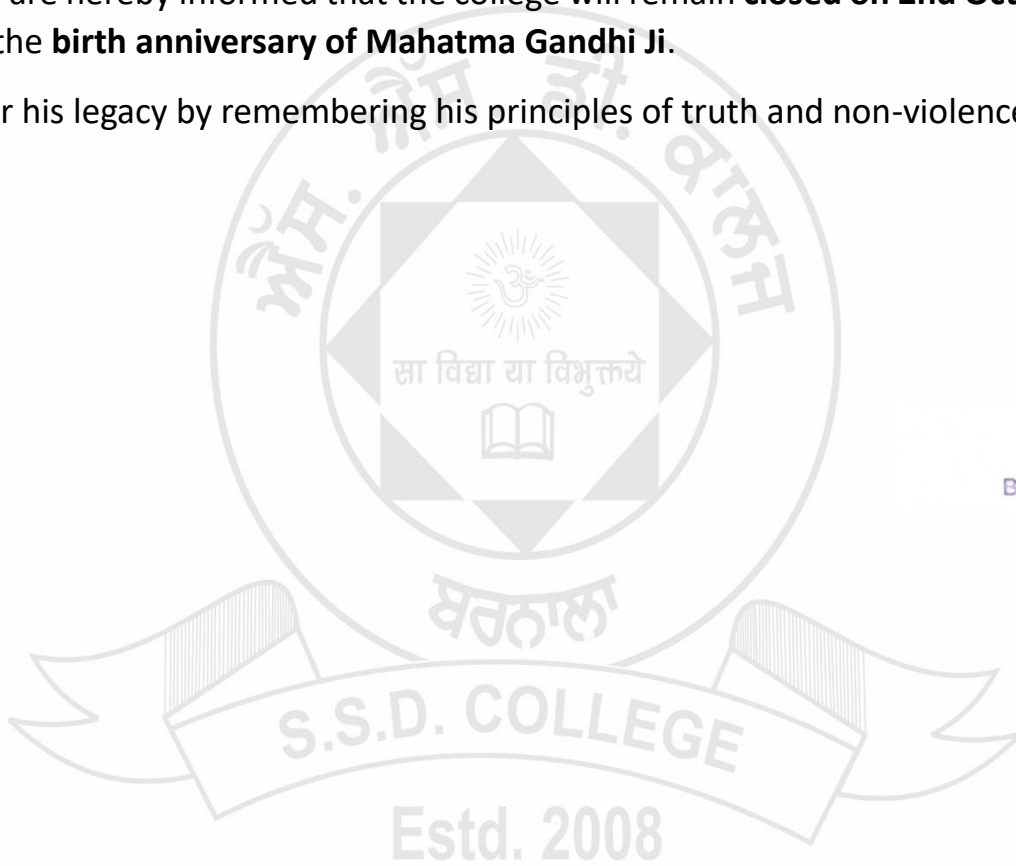 are hereby informed that the college will remain closed on 2nd
the birth anniversary of Mahatma Gandhi Ji.
his legacy by remembering his principles of truth and non-violence
ਐੱਸ. ਐੱਸ. ਡੀ. ਕਾਲਜ
ॐ
सा विद्या या विभुक्तये
ਬਰਨਾਲਾ
S.S.D. COLLEGE
Estd. 2008